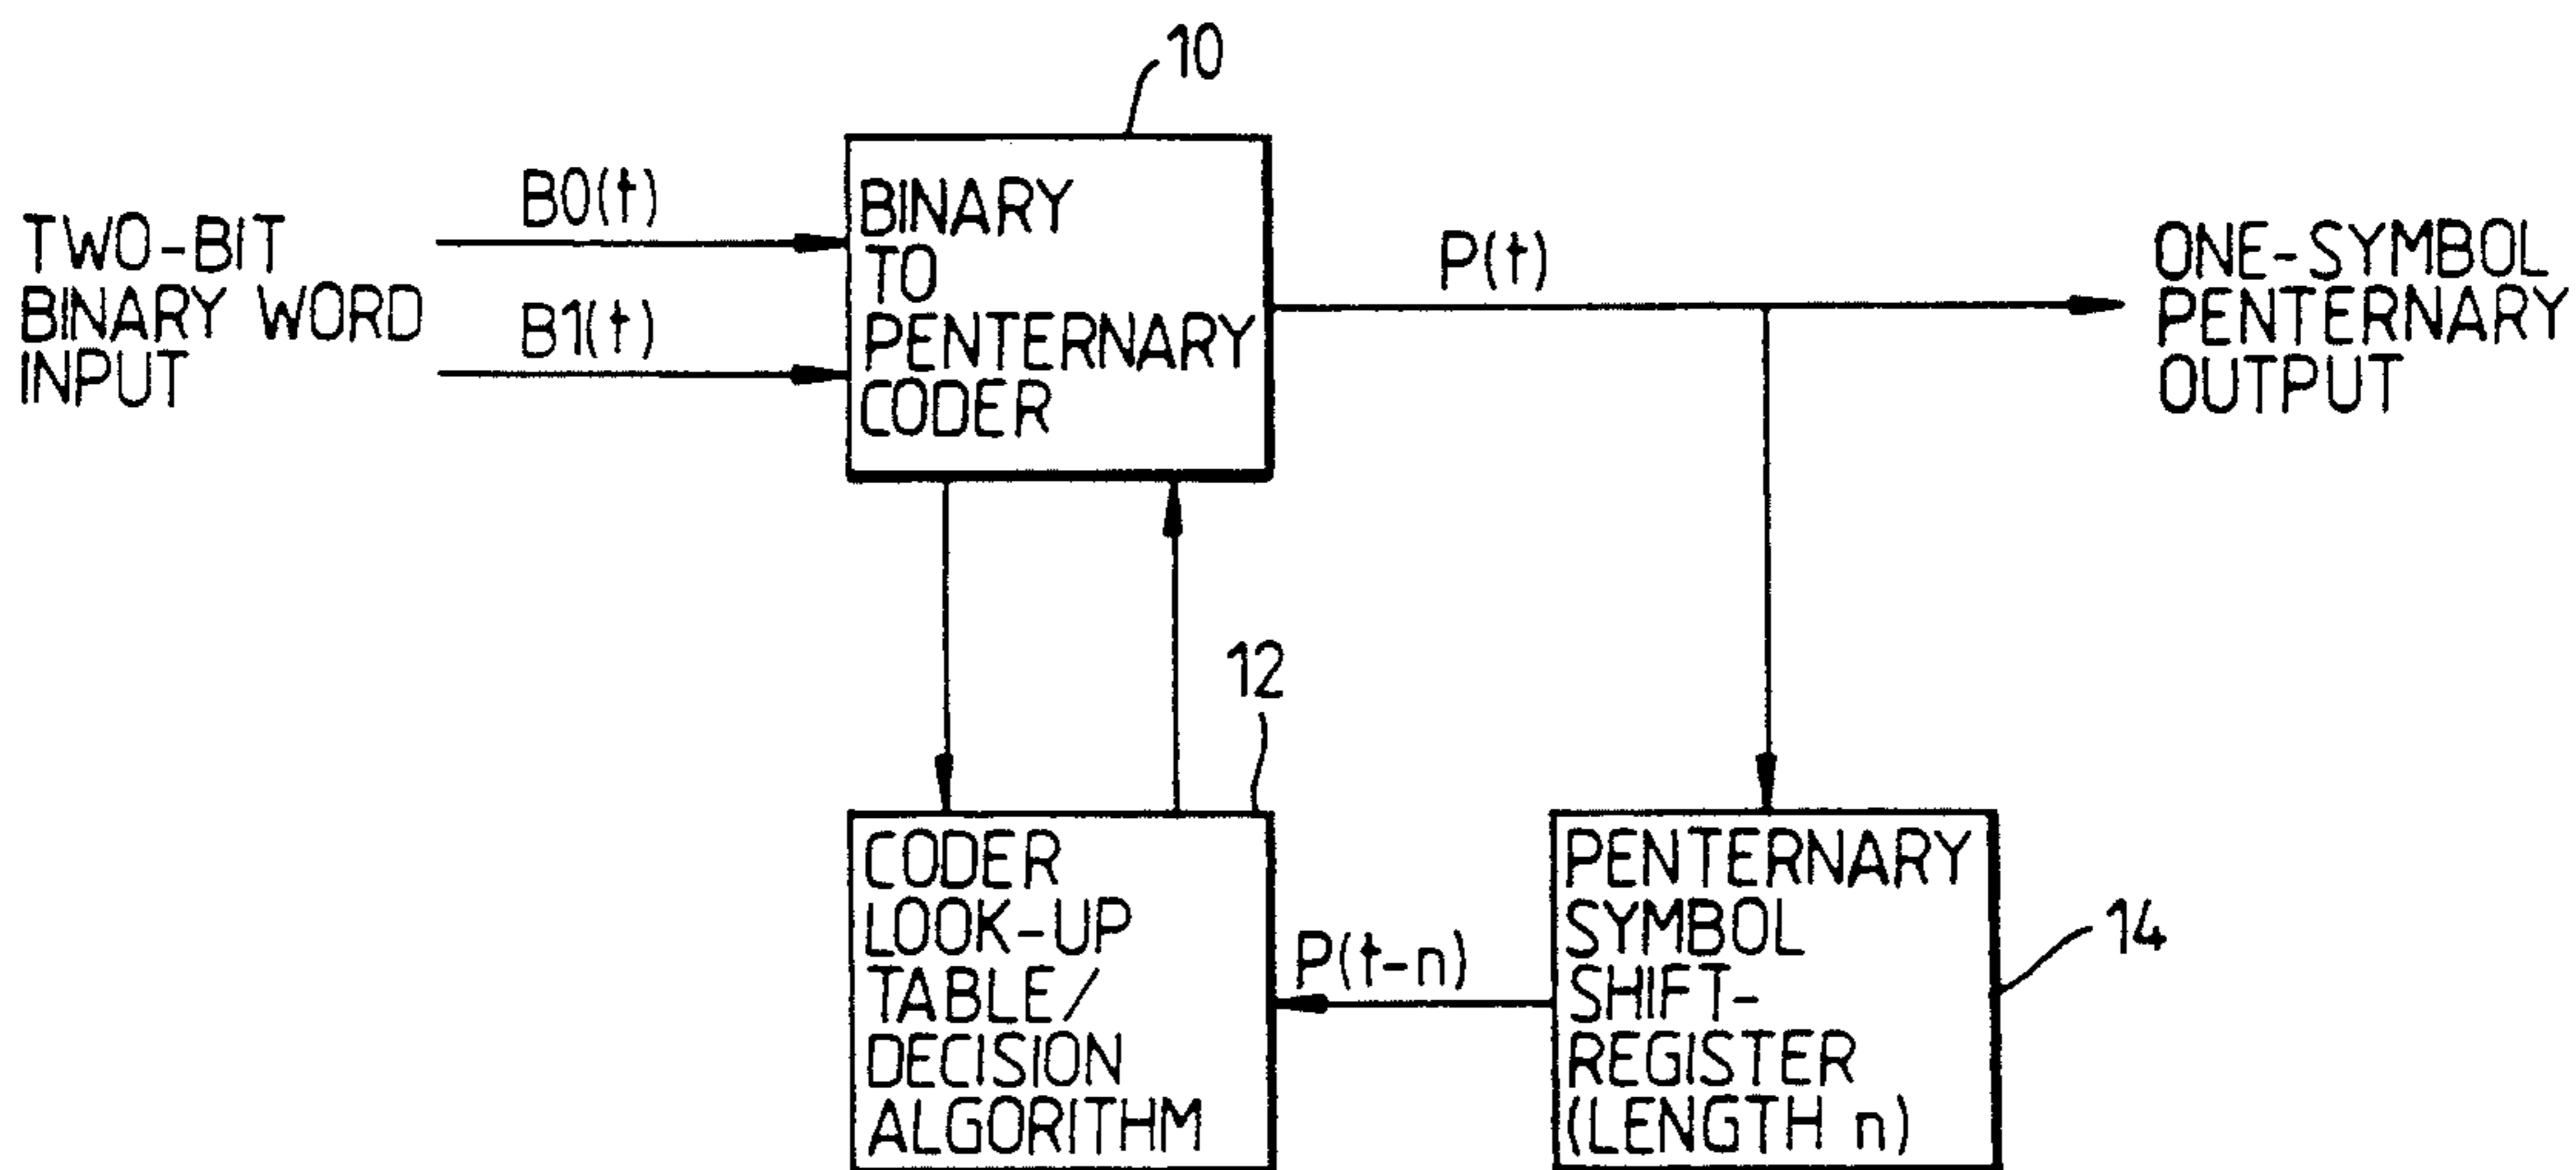 10
TWO-BIT
BINARY WORD
INPUT
B0(t)
B1(t)
BINARY
TO
PENTERNARY
CODER
P(t)
ONE-SYMBOL
PENTERNARY
OUTPUT
12
CODER
LOOK-UP
TABLE/
DECISION
ALGORITHM
P(t-n)
PENTERNARY
SYMBOL
SHIFT-
REGISTER
(LENGTH n)
14